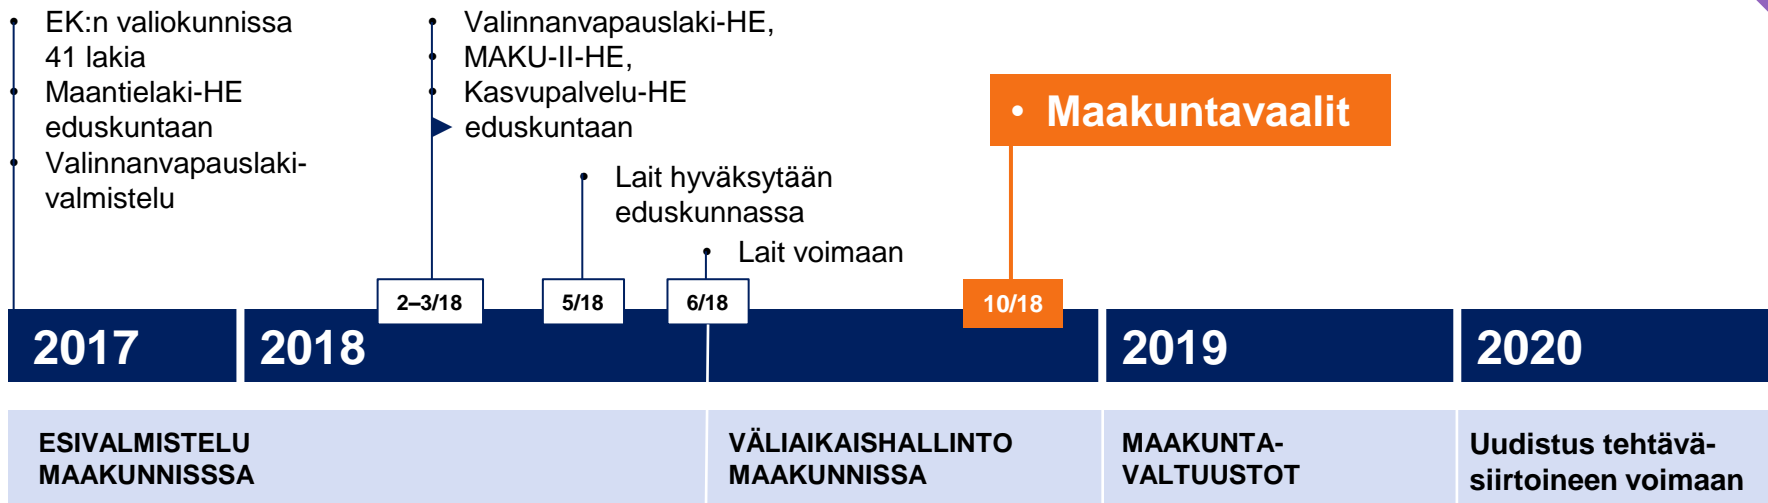 • EK:n valiokunnissa
41 lakia
• Maantielaki-HE
eduskuntaan
• Valinnanvapauslaki-
valmistelu
• Valinnanvapauslaki-HE,
• MAKU-II-HE,
• Kasvupalvelu-HE
eduskuntaan
• Lait hyväksytään
eduskunnassa
• Lait voimaan
• Maakuntavaalit
2–3/18
5/18
6/18
10/18
2017
2018
2019
2020
ESIVALMISTELU
MAAKUNNISSSA
VÄLIAIKAISHALLINTO
MAAKUNNISSA
MAAKUNTA-
VALTUUSTOT
Uudistus tehtävä-
siirtoineen voimaan